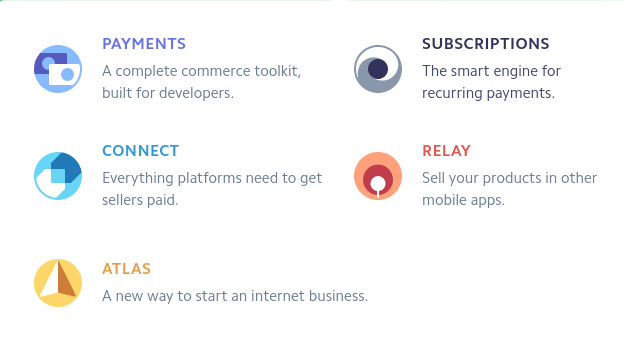 PAYMENTS
A complete commerce toolkit,
built for developers.
SUBSCRIPTIONS
The smart engine for
recurring payments.
CONNECT
Everything platforms need to get
sellers paid.
RELAY
Sell your products in other
mobile apps.
ATLAS
A new way to start an internet business.